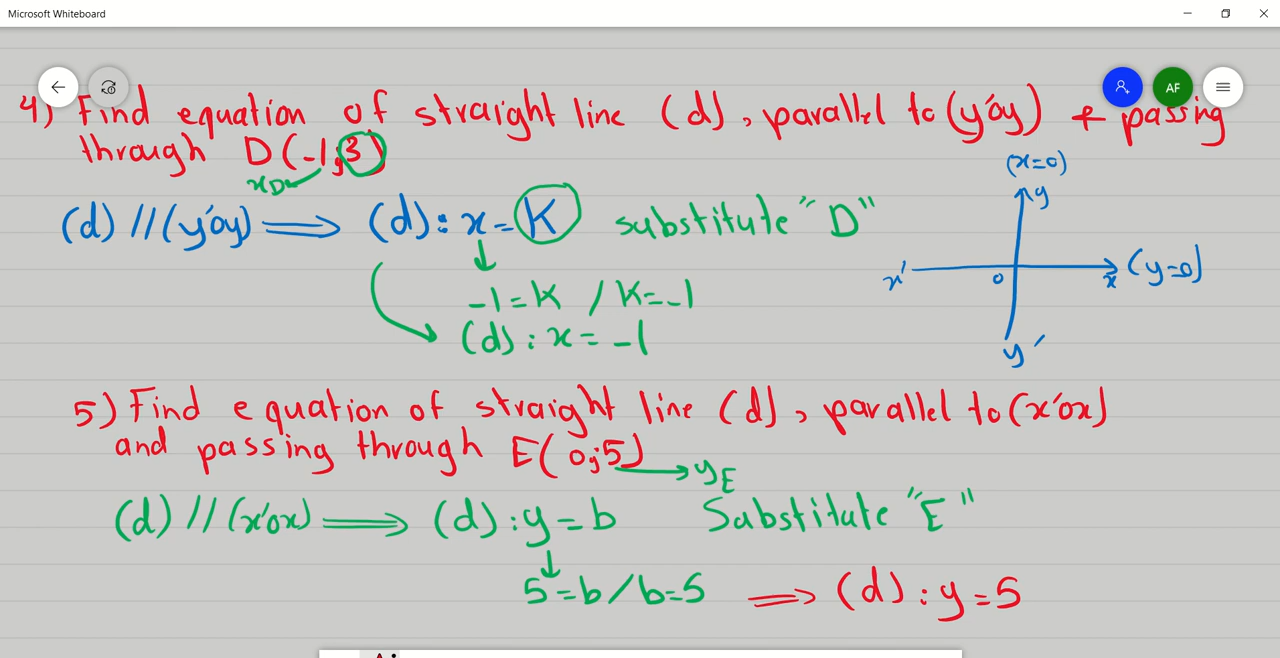 Microsoft Whiteboard
AF
4) Find equation of straight line (d), parallel to (y'oy) & passing
through D(-1;3)
x_D
(d) // (y'oy) ⟹ (d): x = K substitute "D"
-1 = K / K = -1
(d): x = -1
(x=0)
y
x'
o
x
(y=0)
y'
5) Find equation of straight line (d), parallel to (x'ox)
and passing through E(0;5)
y_E
(d) // (x'ox) ⟹ (d): y = b Substitute "E"
5 = b / b = 5 ⟹ (d): y = 5